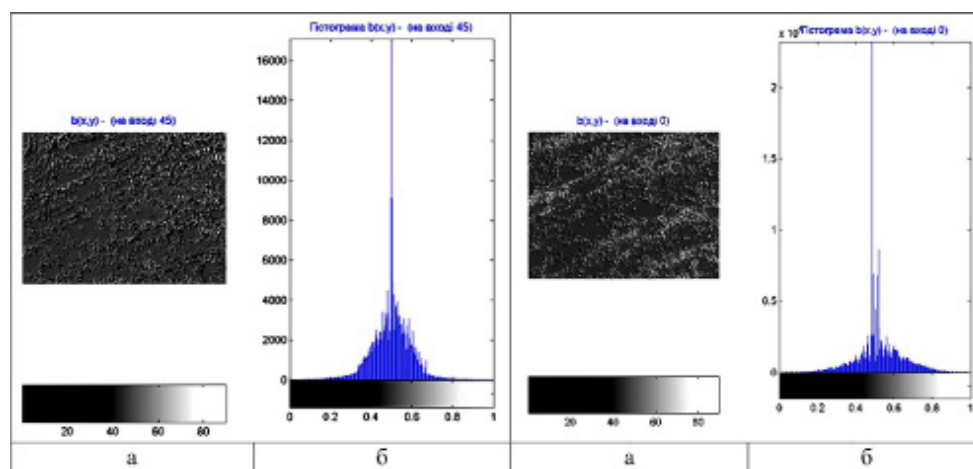 Гістограма b(x,y) - (на вході 45)
16000
14000
12000
10000
8000
6000
4000
2000
0
0 0.2 0.4 0.6 0.8 1
b(x,y) - (на вході 45)
20 40 60 80
x 10
Гістограма b(x,y) - (на вході 0)
2
1.5
1
0.5
0
0 0.2 0.4 0.6 0.8 1
b(x,y) - (на вході 0)
20 40 60 80
а б а б